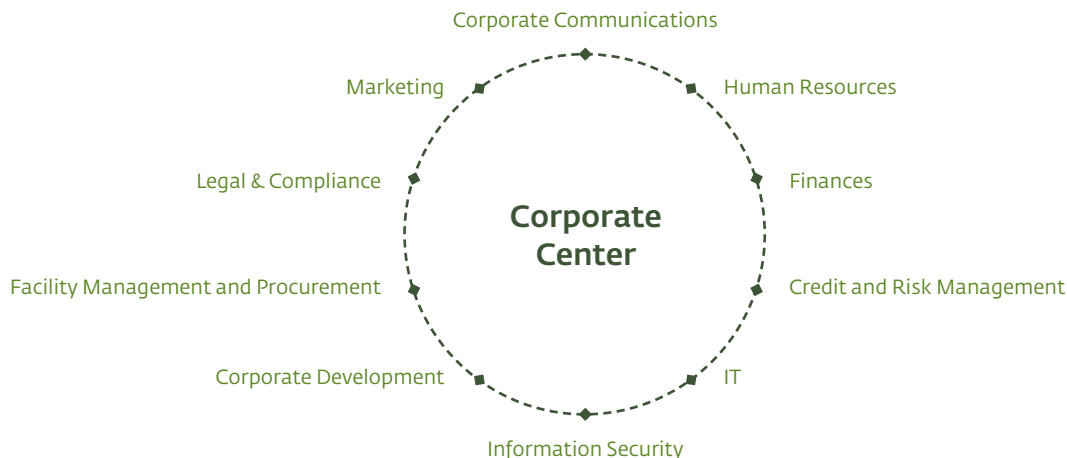 Corporate Communications
Marketing
Human Resources
Legal & Compliance
Finances
Corporate
Center
Facility Management and Procurement
Credit and Risk Management
Corporate Development
IT
Information Security